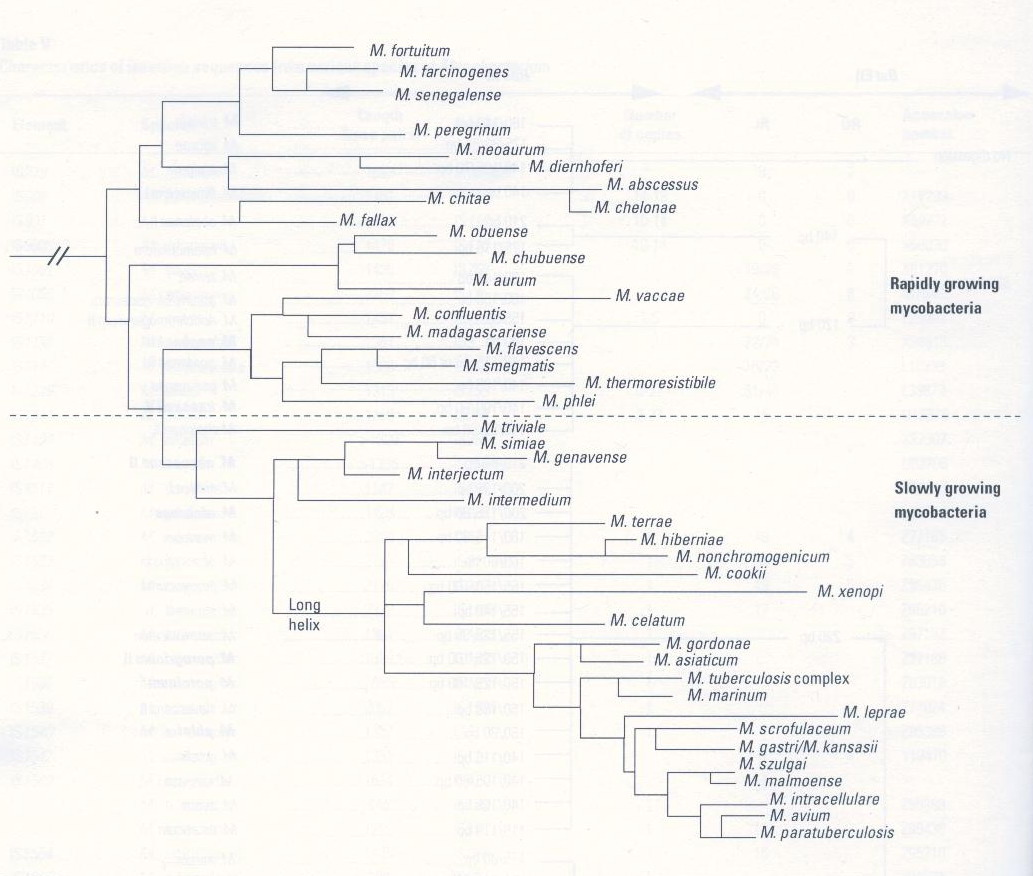 M. fortuitum
M. farcinogenes
M. senegalense
M. peregrinum
M. neoaurum
M. diernhoferi
M. abscessus
M. chitae
M. chelonae
M. fallax
M. obuense
M. chubuense
M. aurum
M. vaccae
Rapidly growing
mycobacteria
M. confluentis
M. madagascariense
M. flavescens
M. smegmatis
M. thermoresistibile
M. phlei
M. triviale
M. simiae
M. genavense
M. interjectum
M. intermedium
Slowly growing
mycobacteria
M. terrae
M. hiberniae
M. nonchromogenicum
M. cookii
M. xenopi
Long
helix
M. celatum
M. gordonae
M. asiaticum
M. tuberculosis complex
M. marinum
M. leprae
M. scrofulaceum
M. gastri/M. kansasii
M. szulgai
M. malmoense
M. intracellulare
M. avium
M. paratuberculosis